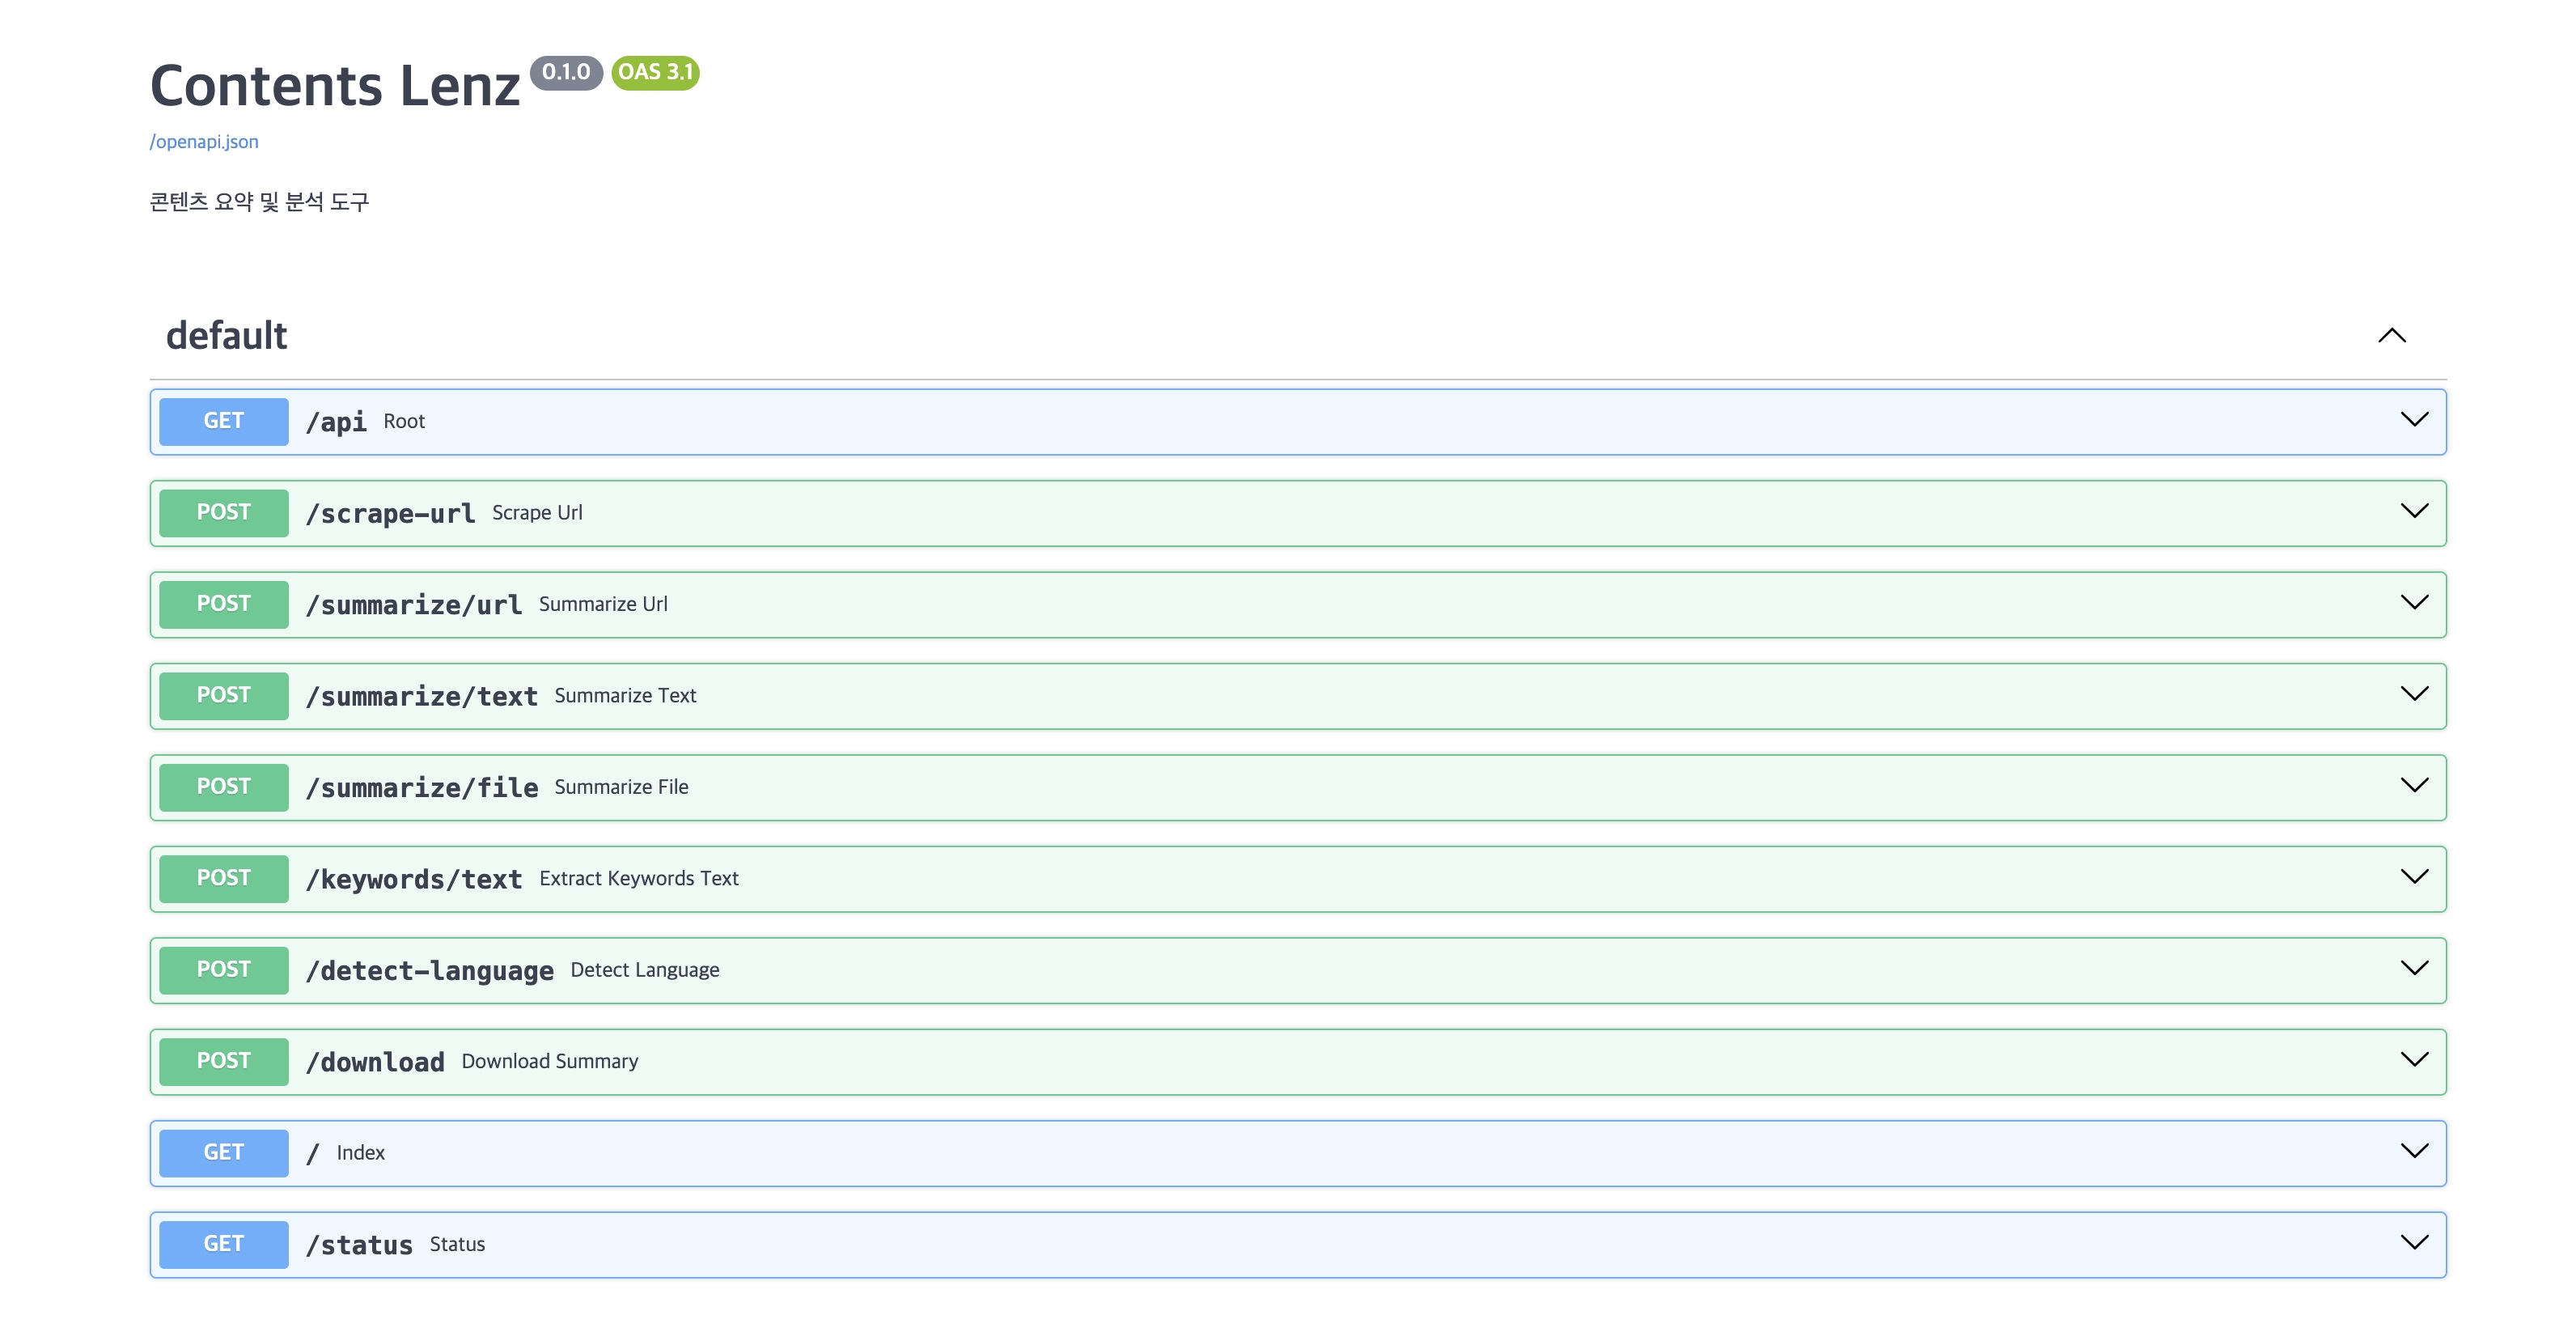 Contents Lenz 0.1.0 OAS 3.1
/openapi.json
콘텐츠 요약 및 분석 도구
default
GET /api Root
POST /scrape-url Scrape Url
POST /summarize/url Summarize Url
POST /summarize/text Summarize Text
POST /summarize/file Summarize File
POST /keywords/text Extract Keywords Text
POST /detect-language Detect Language
POST /download Download Summary
GET / Index
GET /status Status